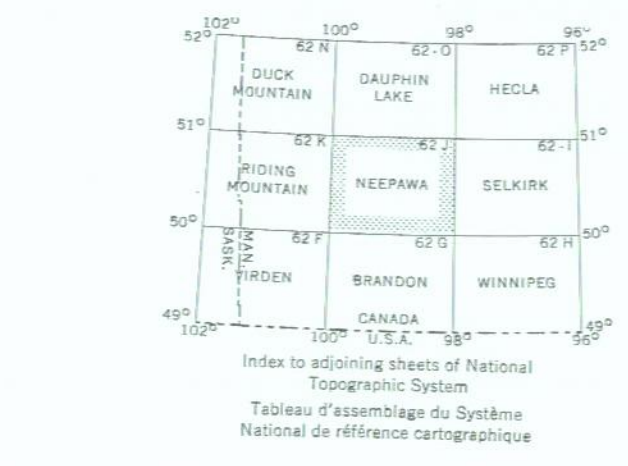 102° 100° 98° 96°
52° 62 N 62-O 62 P 52°
DUCK MOUNTAIN
DAUPHIN LAKE
HECLA
51° 62 K 62 J 62-I 51°
RIDING MOUNTAIN
NEEPAWA
SELKIRK
50° 62 F 62 G 62 H 50°
SASK. MAN.
VIRDEN
BRANDON
WINNIPEG
CANADA
49° 49°
102° 100° U.S.A. 98° 96°
Index to adjoining sheets of National
Topographic System
Tableau d'assemblage du Système
National de référence cartographique